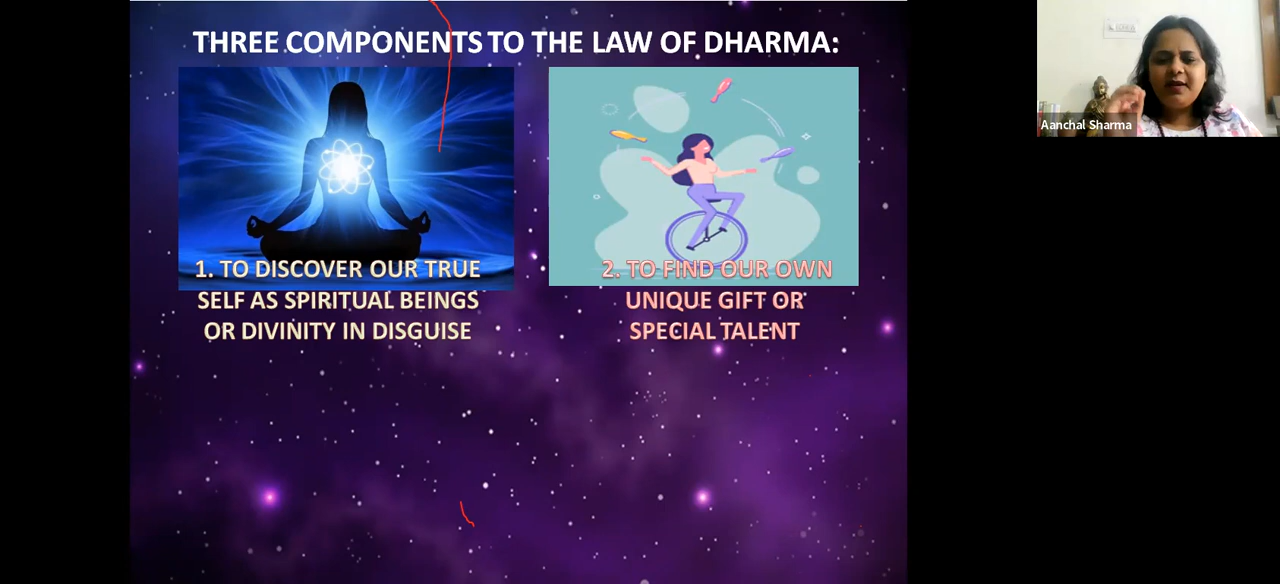 THREE COMPONENTS TO THE LAW OF DHARMA:
1. TO DISCOVER OUR TRUE
SELF AS SPIRITUAL BEINGS
OR DIVINITY IN DISGUISE
2. TO FIND OUR OWN
UNIQUE GIFT OR
SPECIAL TALENT
Aanchal Sharma